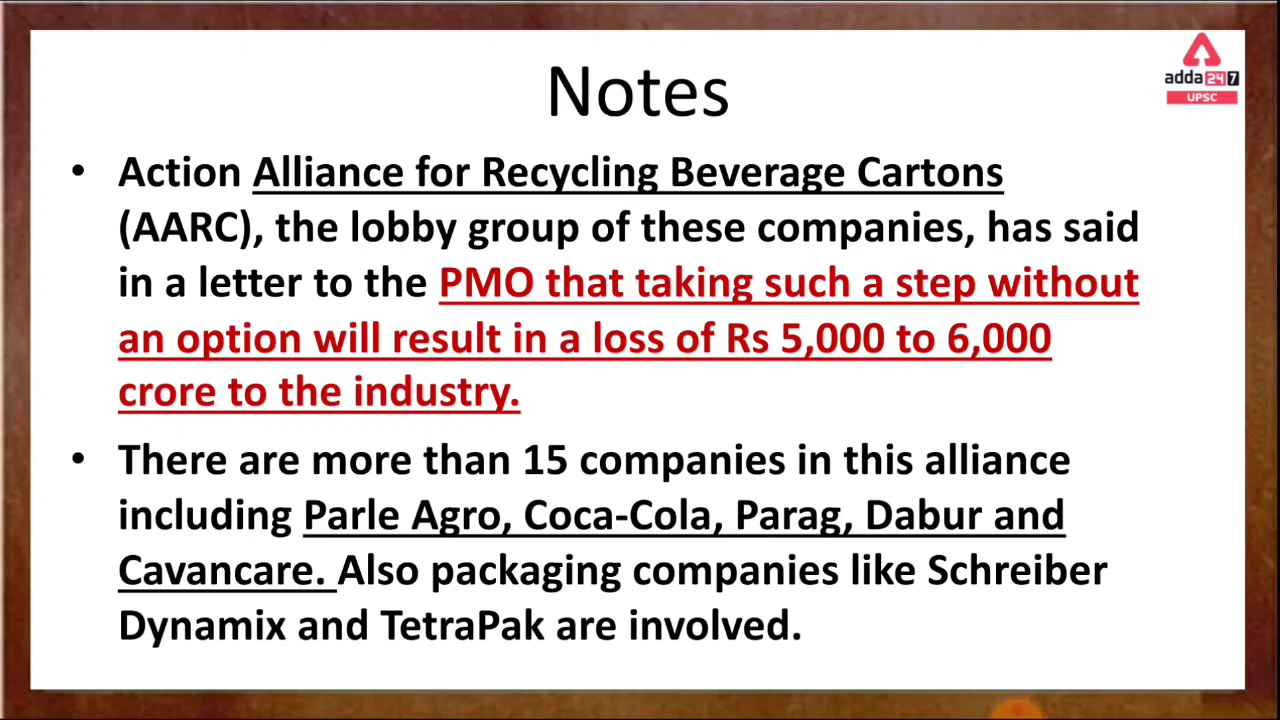 Notes
adda247
UPSC
• Action Alliance for Recycling Beverage Cartons
(AARC), the lobby group of these companies, has said
in a letter to the PMO that taking such a step without
an option will result in a loss of Rs 5,000 to 6,000
crore to the industry.
• There are more than 15 companies in this alliance
including Parle Agro, Coca-Cola, Parag, Dabur and
Cavancare. Also packaging companies like Schreiber
Dynamix and TetraPak are involved.